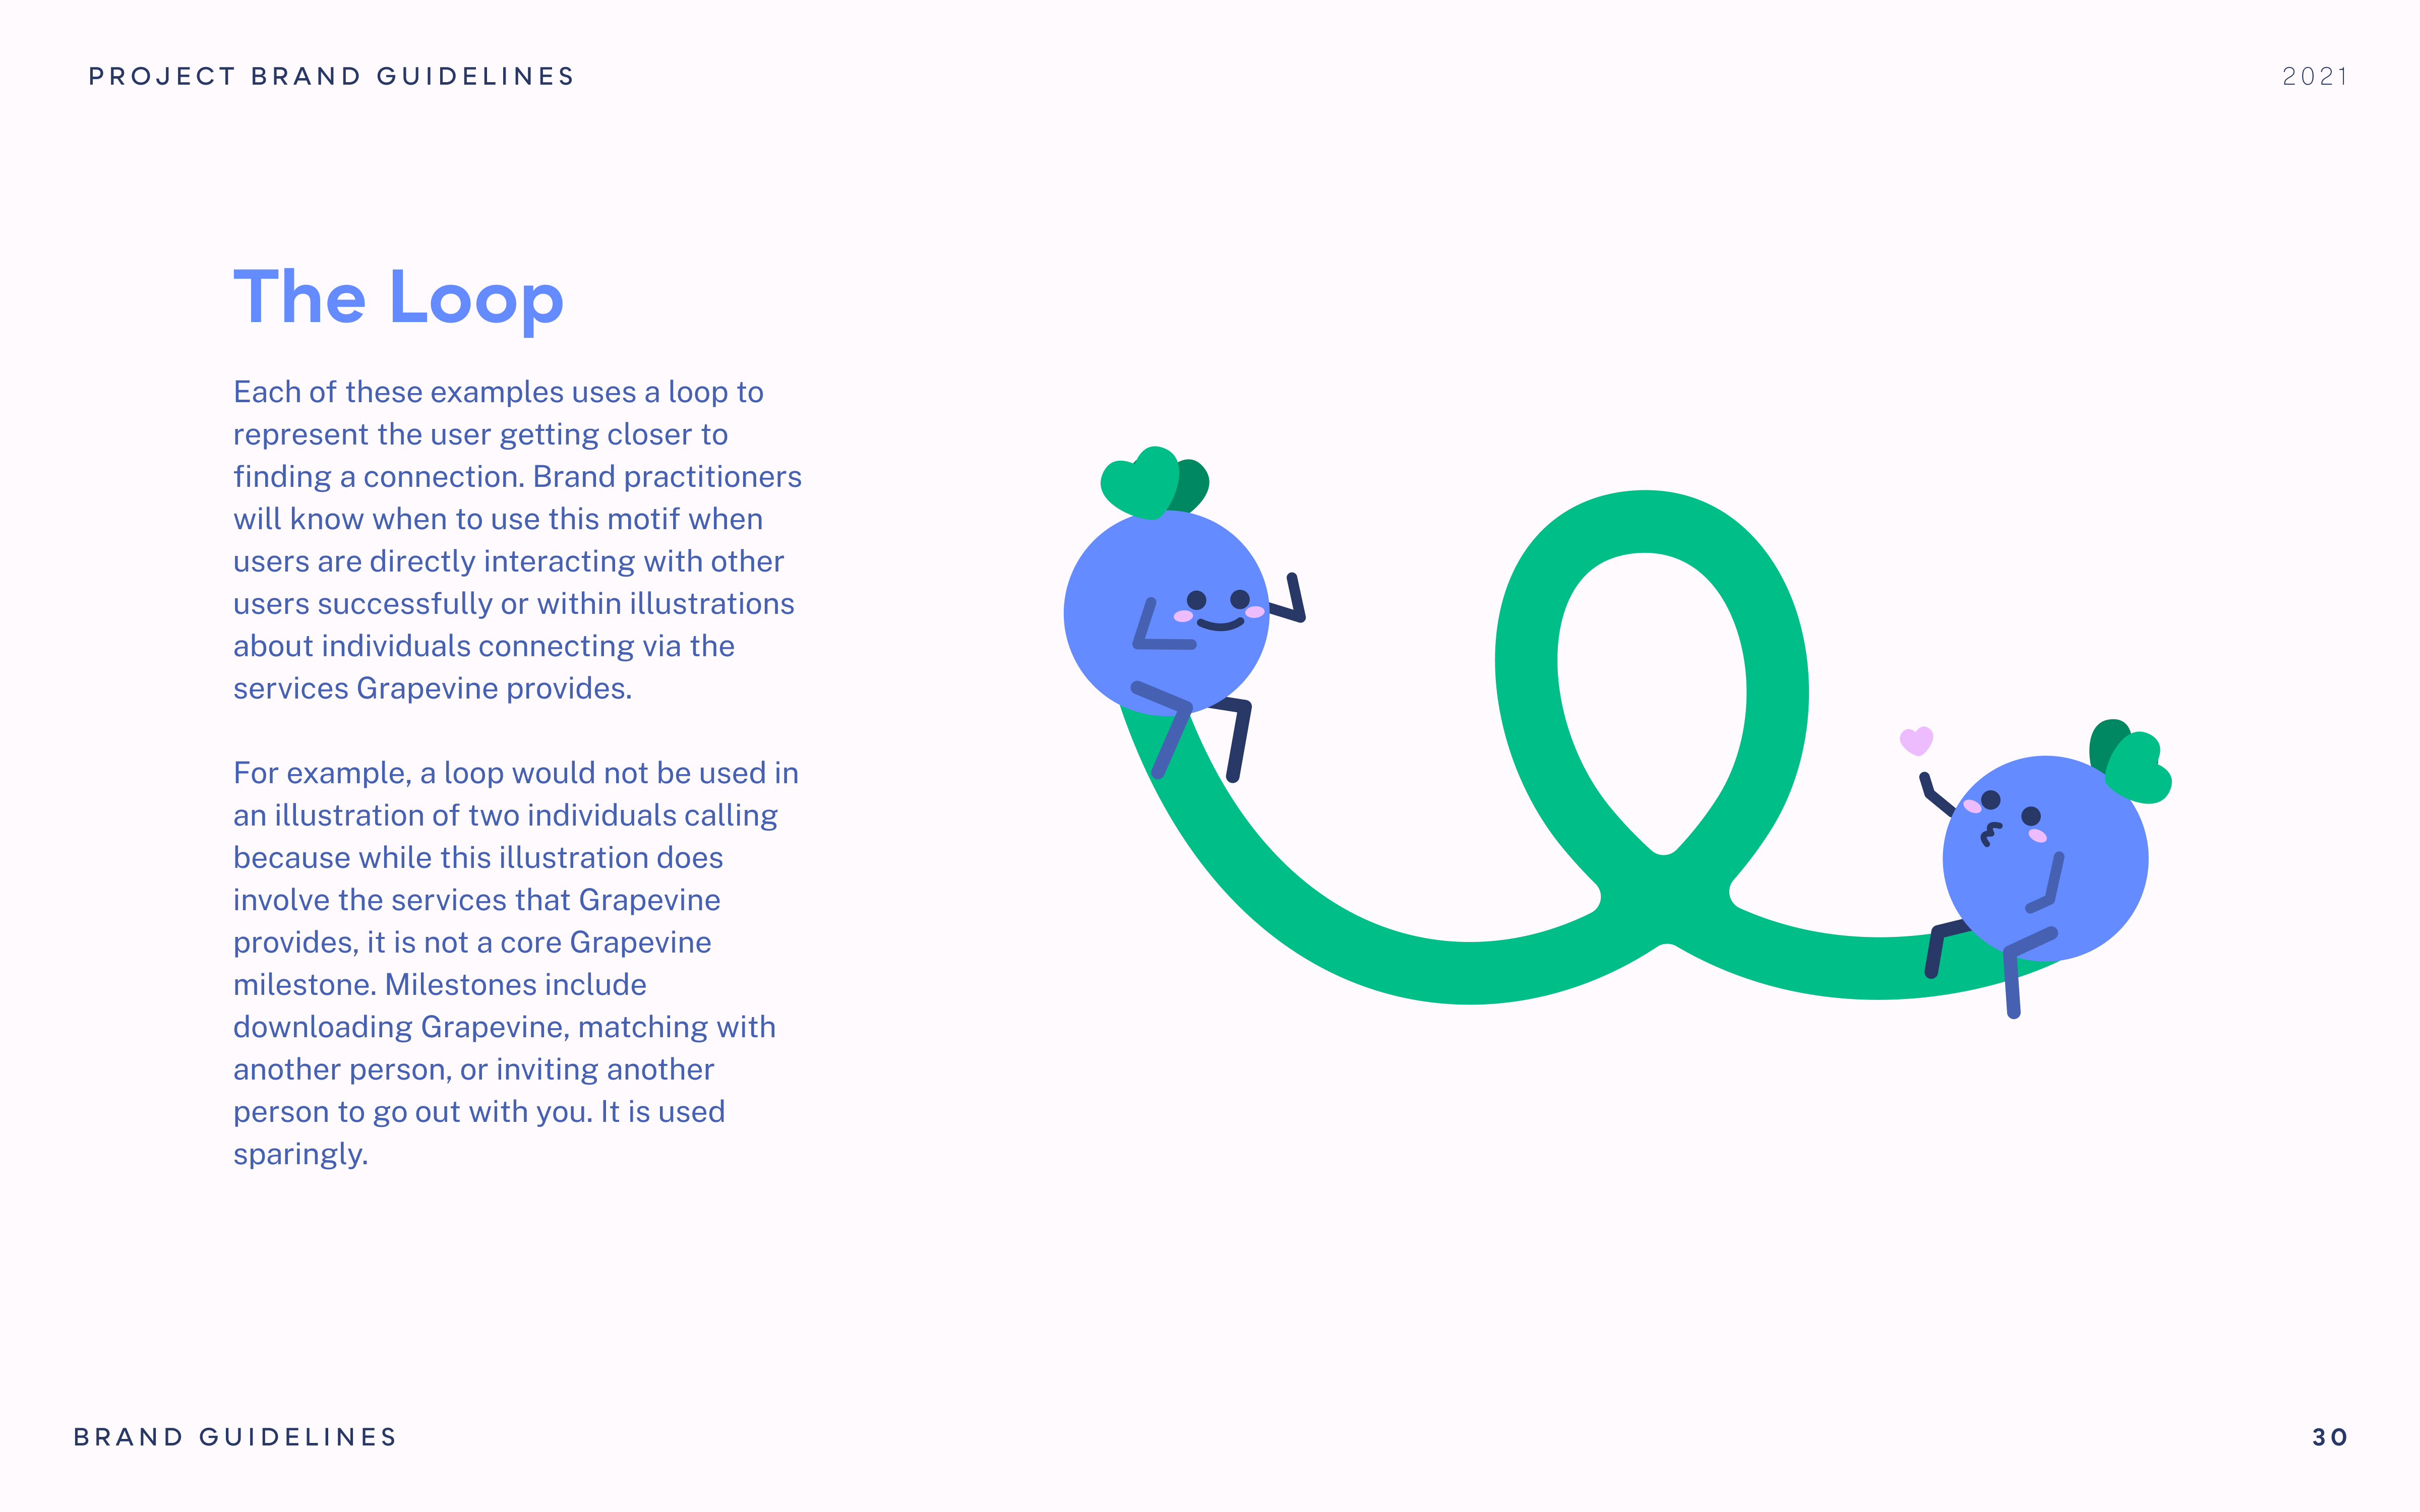 PROJECT BRAND GUIDELINES
2021
The Loop
Each of these examples uses a loop to
represent the user getting closer to
finding a connection. Brand practitioners
will know when to use this motif when
users are directly interacting with other
users successfully or within illustrations
about individuals connecting via the
services Grapevine provides.
For example, a loop would not be used in
an illustration of two individuals calling
because while this illustration does
involve the services that Grapevine
provides, it is not a core Grapevine
milestone. Milestones include
downloading Grapevine, matching with
another person, or inviting another
person to go out with you. It is used
sparingly.
BRAND GUIDELINES
30